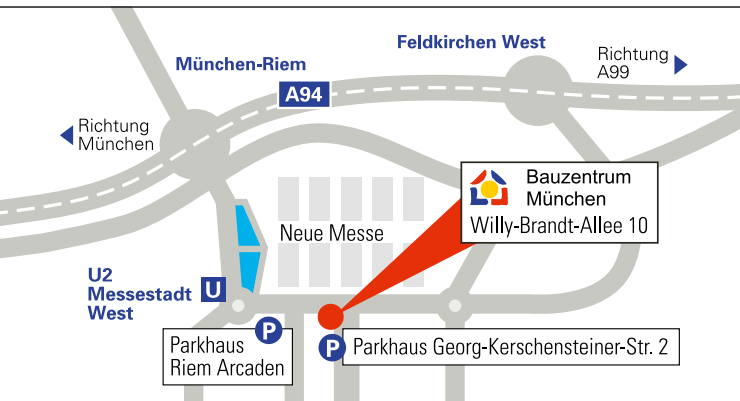 Feldkirchen West
München-Riem
Richtung
A99
A94
Richtung
München
Bauzentrum
München
Willy-Brandt-Allee 10
Neue Messe
U2
Messestadt
West
U
P
Parkhaus
Riem Arcaden
P
Parkhaus Georg-Kerschensteiner-Str. 2